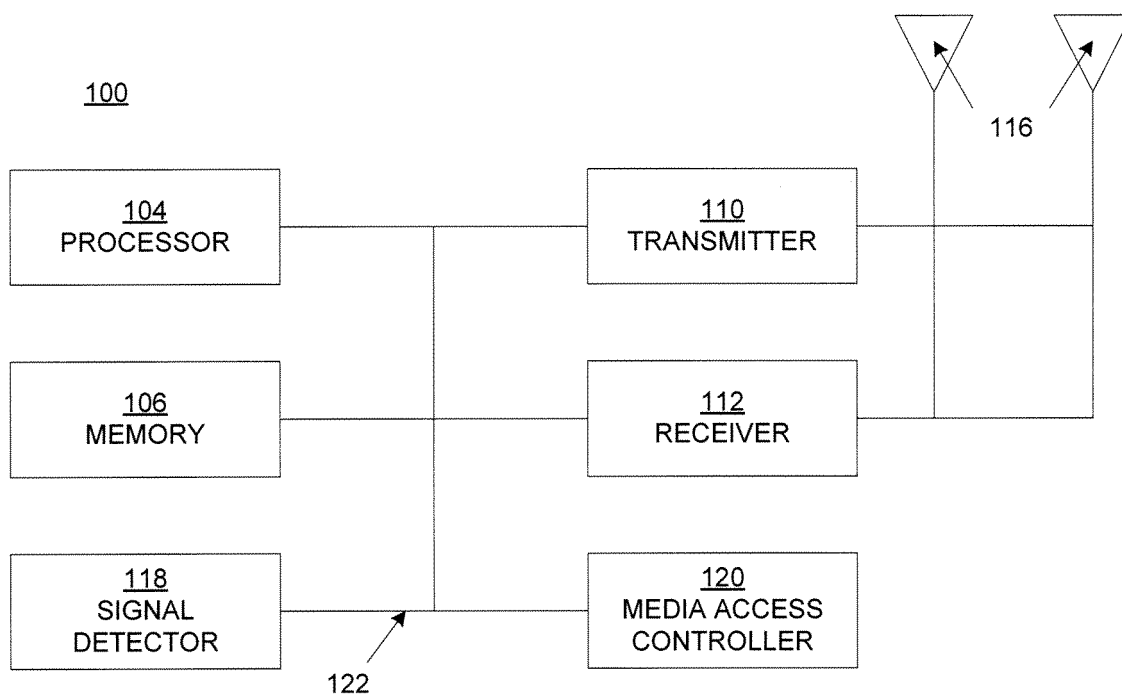 100
116
104
PROCESSOR
110
TRANSMITTER
106
MEMORY
112
RECEIVER
118
SIGNAL
DETECTOR
120
MEDIA ACCESS
CONTROLLER
122